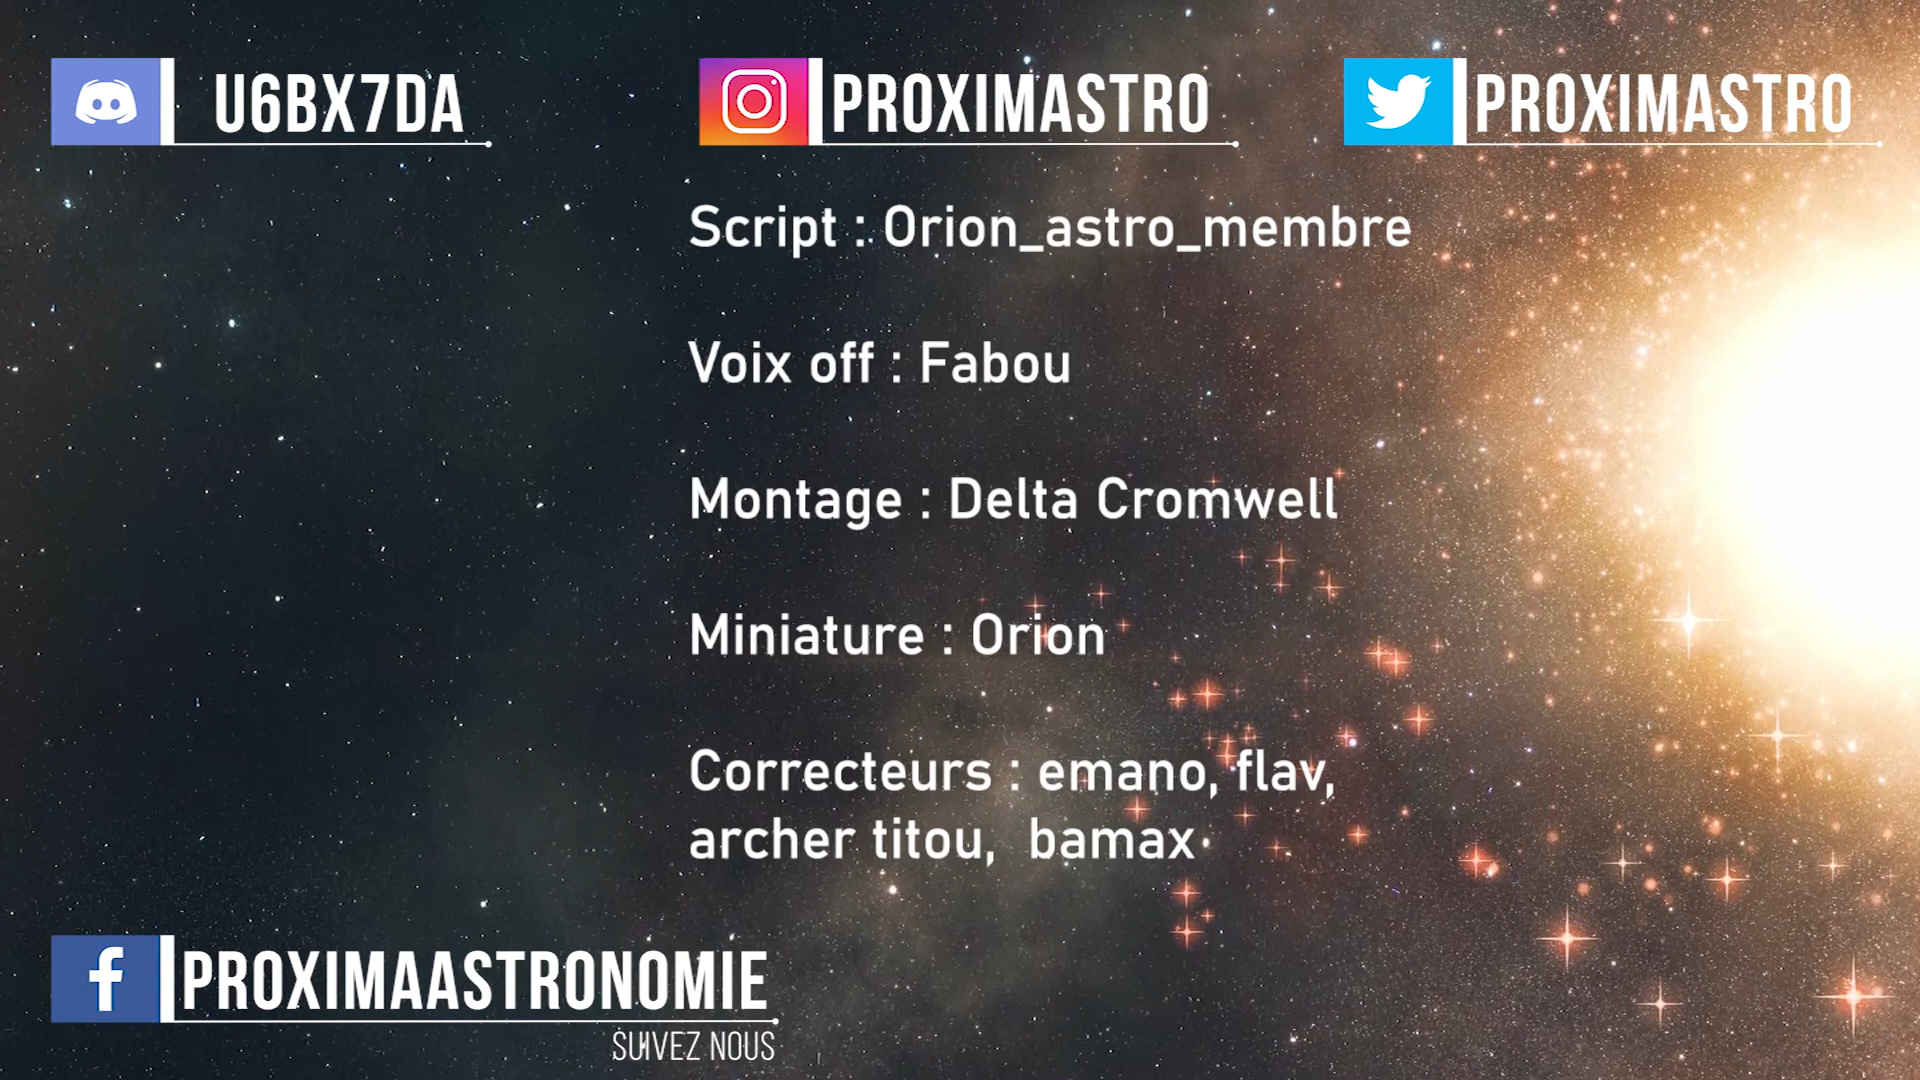 U6BX7DA
PROXIMASTRO
PROXIMASTRO
Script : Orion_astro_membre
Voix off : Fabou
Montage : Delta Cromwell
Miniature : Orion
Correcteurs : emano, flav,
archer titou, bamax
PROXIMAASTRONOMIE
SUIVEZ NOUS